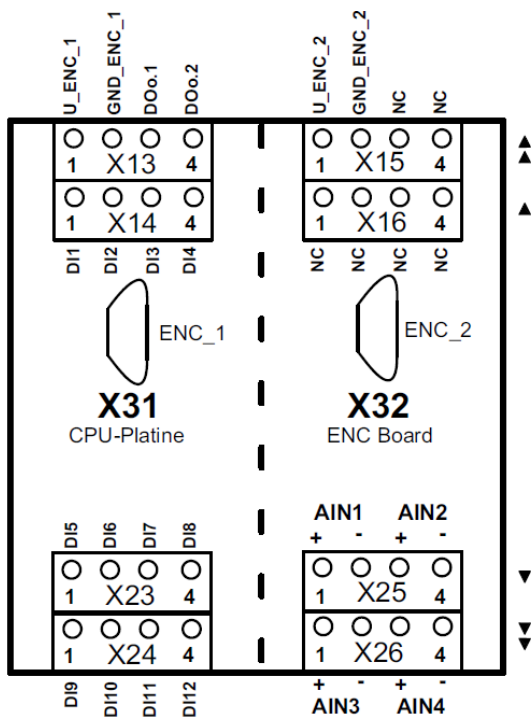 U_ENC_1 GND_ENC_1 DOo.1 DOo.2 U_ENC_2 GND_ENC_2 NC NC
1 X13 4 1 X15 4
1 X14 4 1 X16 4
DI1 DI2 DI3 DI4 NC NC NC NC
ENC_1 ENC_2
X31 X32
CPU-Platine ENC Board
AIN1 AIN2
DI5 DI6 DI7 DI8 + - + -
1 X23 4 1 X25 4
1 X24 4 1 X26 4
DI9 DI10 DI11 DI12 + - + -
AIN3 AIN4